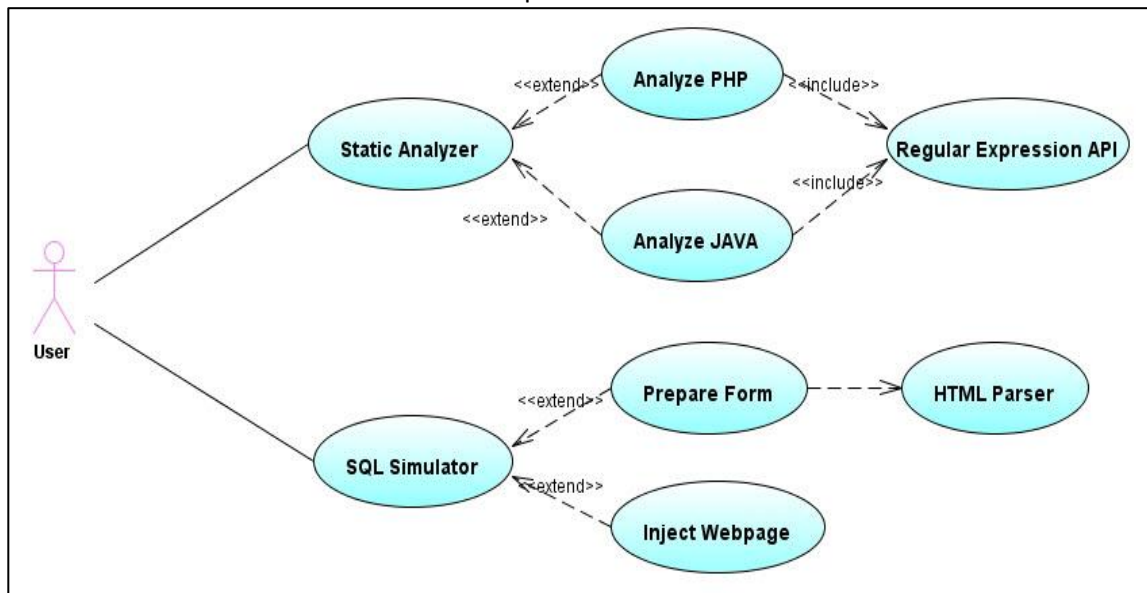 Analyze PHP
<<extend>>
<<include>>
Static Analyzer
Regular Expression API
<<include>>
<<extend>>
Analyze JAVA
User
Prepare Form
HTML Parser
<<extend>>
SQL Simulator
<<extend>>
Inject Webpage